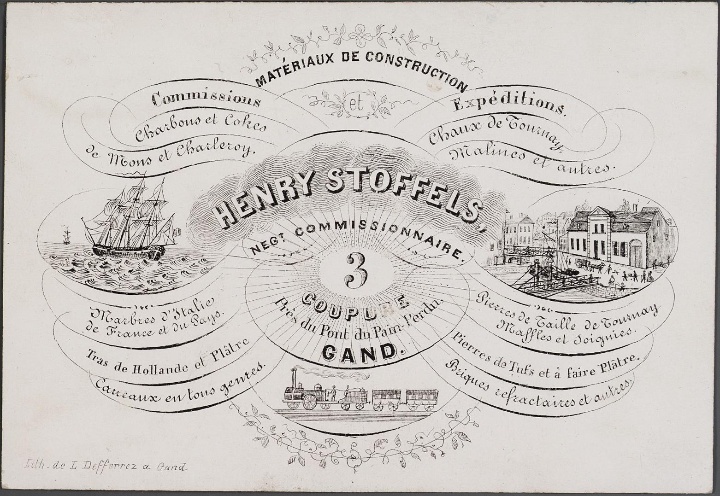 MATÉRIAUX DE CONSTRUCTION
et
Commissions
Charbons et Cokes
de Mons et Charleroy.
Expéditions.
Chaux de Tournay
Malines et autres.
HENRY STOFFELS,
NEGT COMMISSIONNAIRE.
3
COUPURE
Près du Pont du Pain-Perdu.
GAND.
Marbres d'Italie
de France et du Pays.
Tras de Hollande et Plâtre
Careaux en tous genres.
Pierres de Taille de Tournay
Maffles et Soignies.
Pierres de Tufs et à faire Plâtre.
Briques refractaires et autres.
Lith. de L Defferrez a Gand.